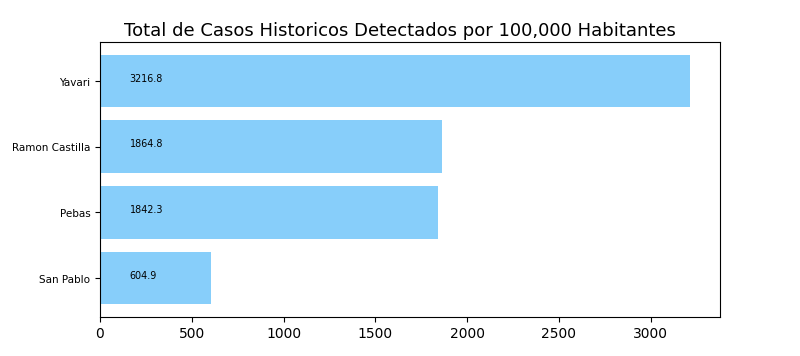 Total de Casos Historicos Detectados por 100,000 Habitantes
Yavari 3216.8
Ramon Castilla 1864.8
Pebas 1842.3
San Pablo 604.9
0 500 1000 1500 2000 2500 3000